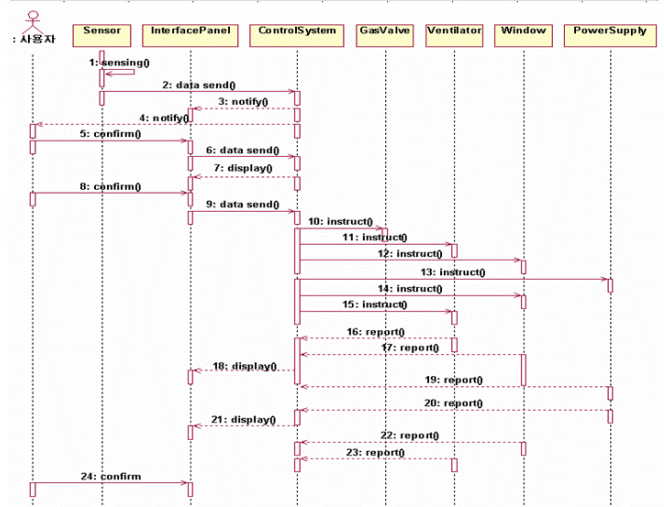 : 사용자
Sensor
InterfacePanel
ControlSystem
GasValve
Ventilator
Window
PowerSupply
1: sensing()
2: data send()
3: notify()
4: notify()
5: confirm()
6: data send()
7: display()
8: confirm()
9: data send()
10: instruct()
11: instruct()
12: instruct()
13: instruct()
14: instruct()
15: instruct()
16: report()
17: report()
18: display()
19: report()
20: report()
21: display()
22: report()
23: report()
24: confirm